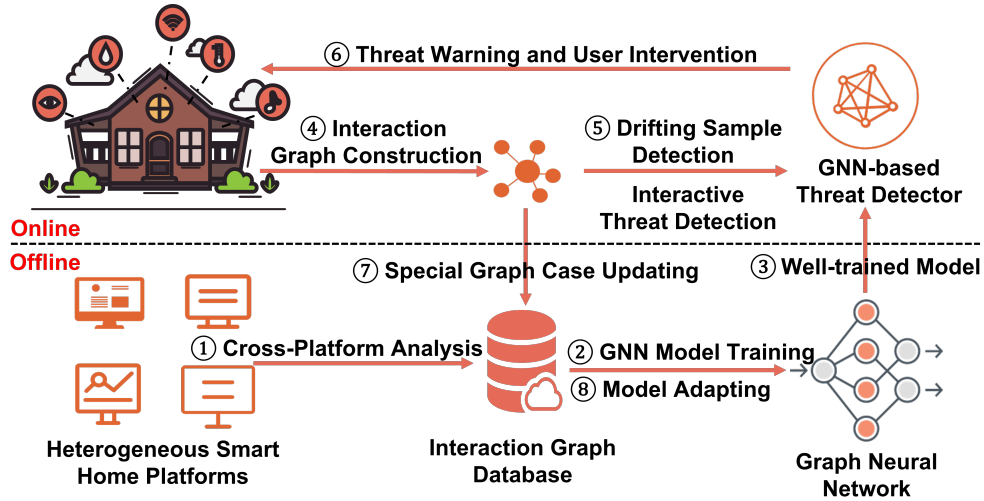 ⑥ Threat Warning and User Intervention
④ Interaction
Graph Construction
⑤ Drifting Sample
Detection
Interactive
Threat Detection
GNN-based
Threat Detector
Online
Offline
⑦ Special Graph Case Updating
③ Well-trained Model
① Cross-Platform Analysis
② GNN Model Training
⑧ Model Adapting
Heterogeneous Smart
Home Platforms
Interaction Graph
Database
Graph Neural
Network